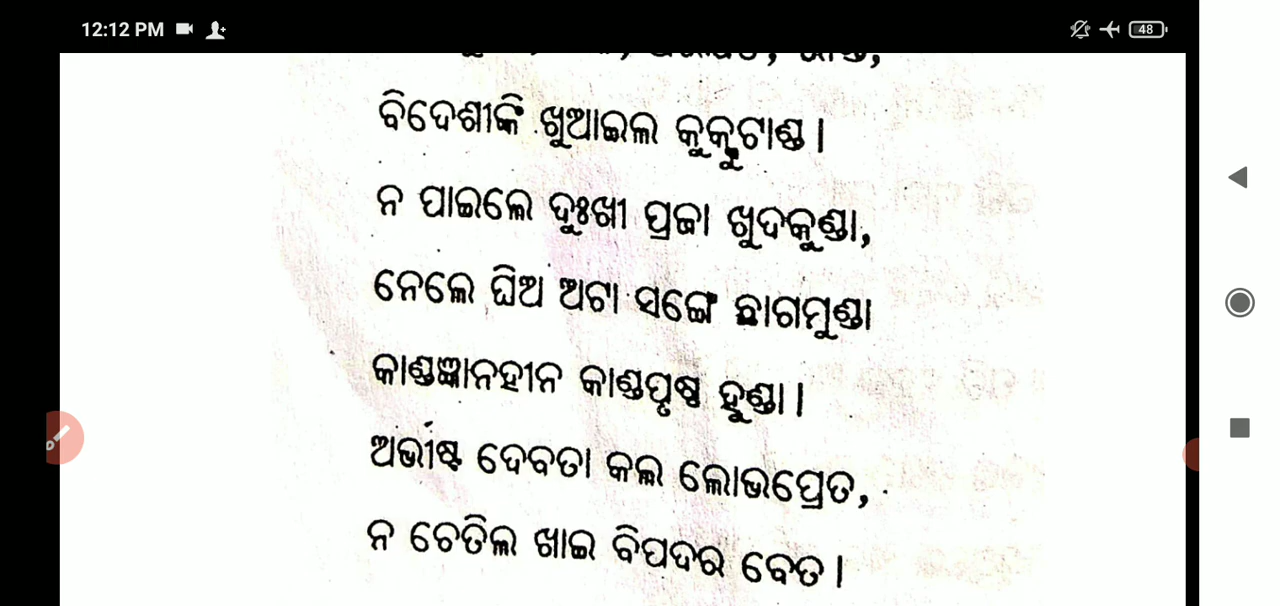 12:12 PM
48
ବିଦେଶୀଙ୍କି ଖୁଆଇଲ କୁକ୍କୁଟାଣ୍ଡ।
ନ ପାଇଲେ ଦୁଃଖୀ ପ୍ରଜା ଖୁଦକୁଣ୍ଡା,
ନେଲେ ଘିଅ ଅଟା ସଙ୍ଗେ ଛାଗମୁଣ୍ଡା
କାଣ୍ଡଜ୍ଞାନହୀନ କାଣ୍ଡପୃଷ୍ଠ ହୁଣ୍ଡା।
ଅଭୀଷ୍ଟ ଦେବତା କଲ ଲୋଭପ୍ରେତ,
ନ ଚେତିଲ ଖାଇ ବିପଦର ବେତ।